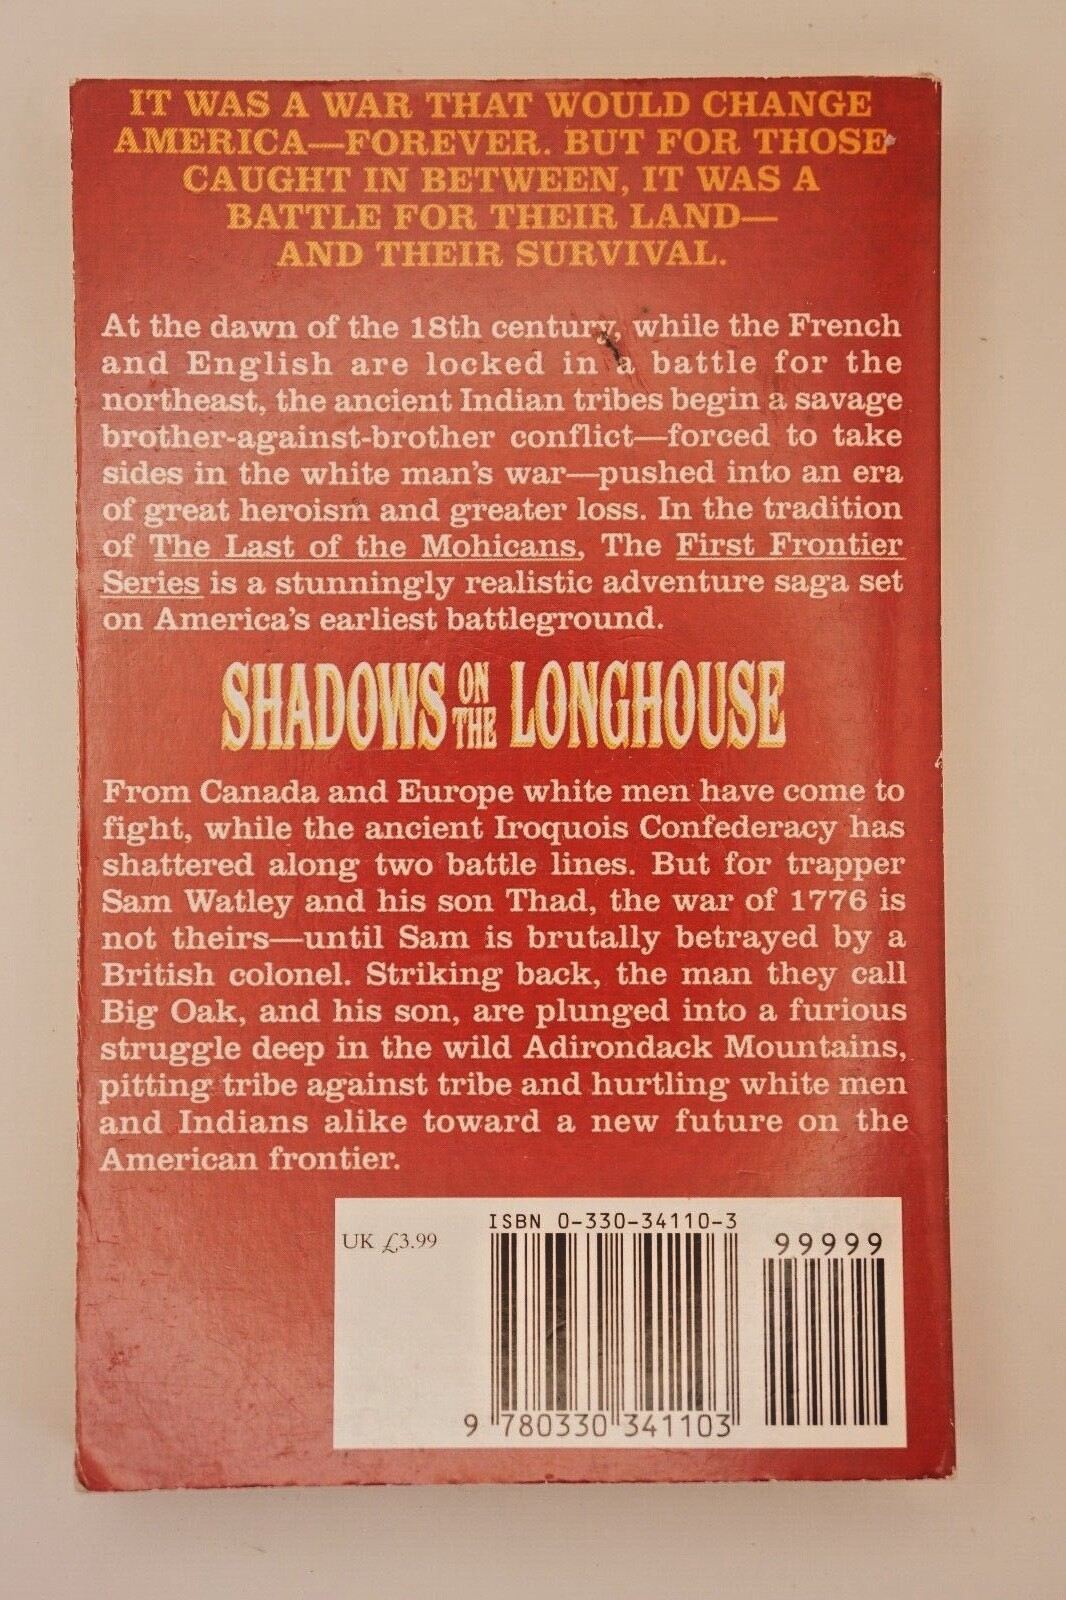 IT WAS A WAR THAT WOULD CHANGE
AMERICA—FOREVER. BUT FOR THOSE
CAUGHT IN BETWEEN, IT WAS A
BATTLE FOR THEIR LAND—
AND THEIR SURVIVAL.
At the dawn of the 18th century, while the French
and English are locked in a battle for the
northeast, the ancient Indian tribes begin a savage
brother-against-brother conflict—forced to take
sides in the white man's war—pushed into an era
of great heroism and greater loss. In the tradition
of The Last of the Mohicans, The First Frontier
Series is a stunningly realistic adventure saga set
on America's earliest battleground.
SHADOWS ON THE LONGHOUSE
From Canada and Europe white men have come to
fight, while the ancient Iroquois Confederacy has
shattered along two battle lines. But for trapper
Sam Watley and his son Thad, the war of 1776 is
not theirs—until Sam is brutally betrayed by a
British colonel. Striking back, the man they call
Big Oak, and his son, are plunged into a furious
struggle deep in the wild Adirondack Mountains,
pitting tribe against tribe and hurtling white men
and Indians alike toward a new future on the
American frontier.
ISBN 0-330-34110-3
UK £3.99
99999
9 780330 341103